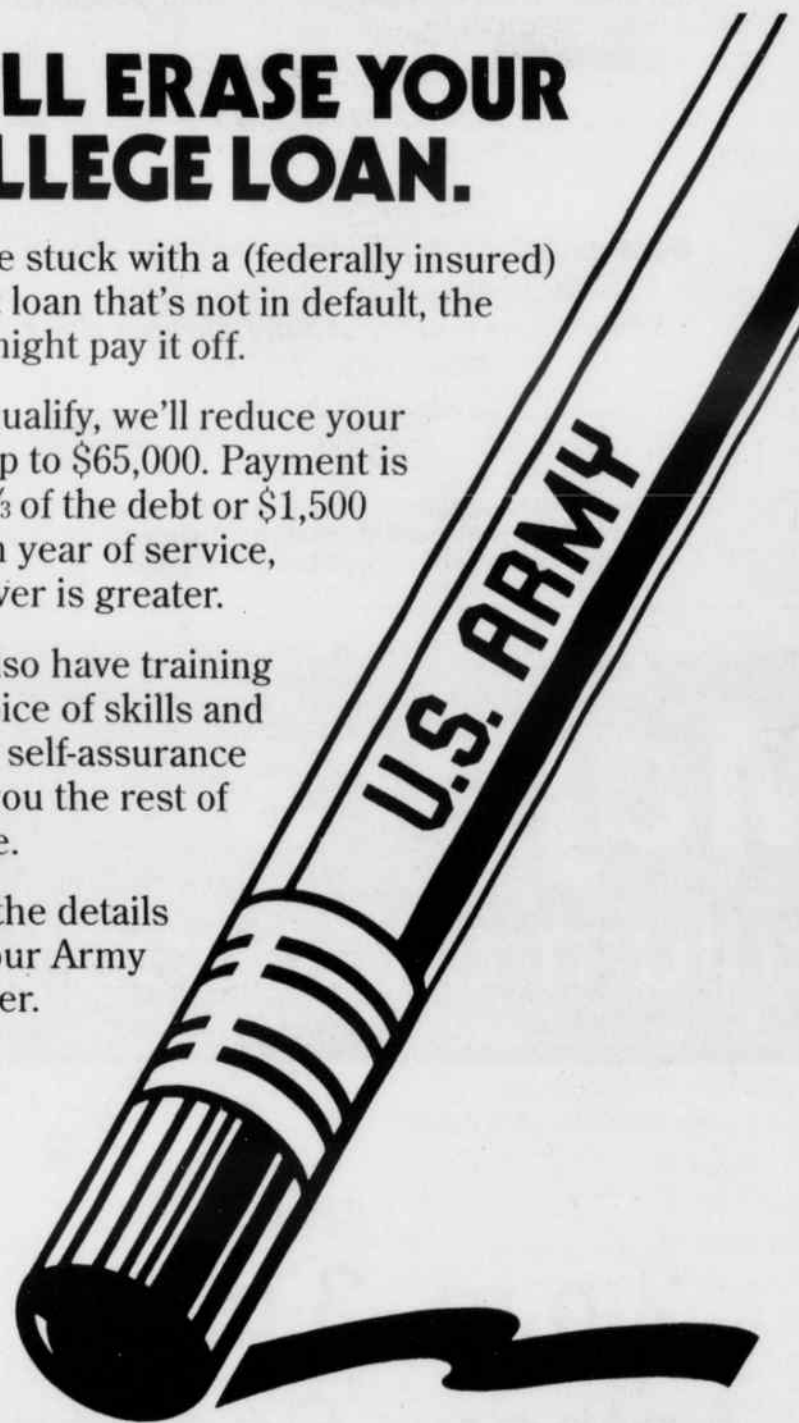 LL ERASE YOUR
LLEGE LOAN.
e stuck with a (federally insured)
loan that's not in default, the
night pay it off.
ualify, we'll reduce your
p to $65,000. Payment is
⅓ of the debt or $1,500
year of service,
ver is greater.
so have training
ice of skills and
self-assurance
ou the rest of
e.
the details
ur Army
er.
U.S. ARMY